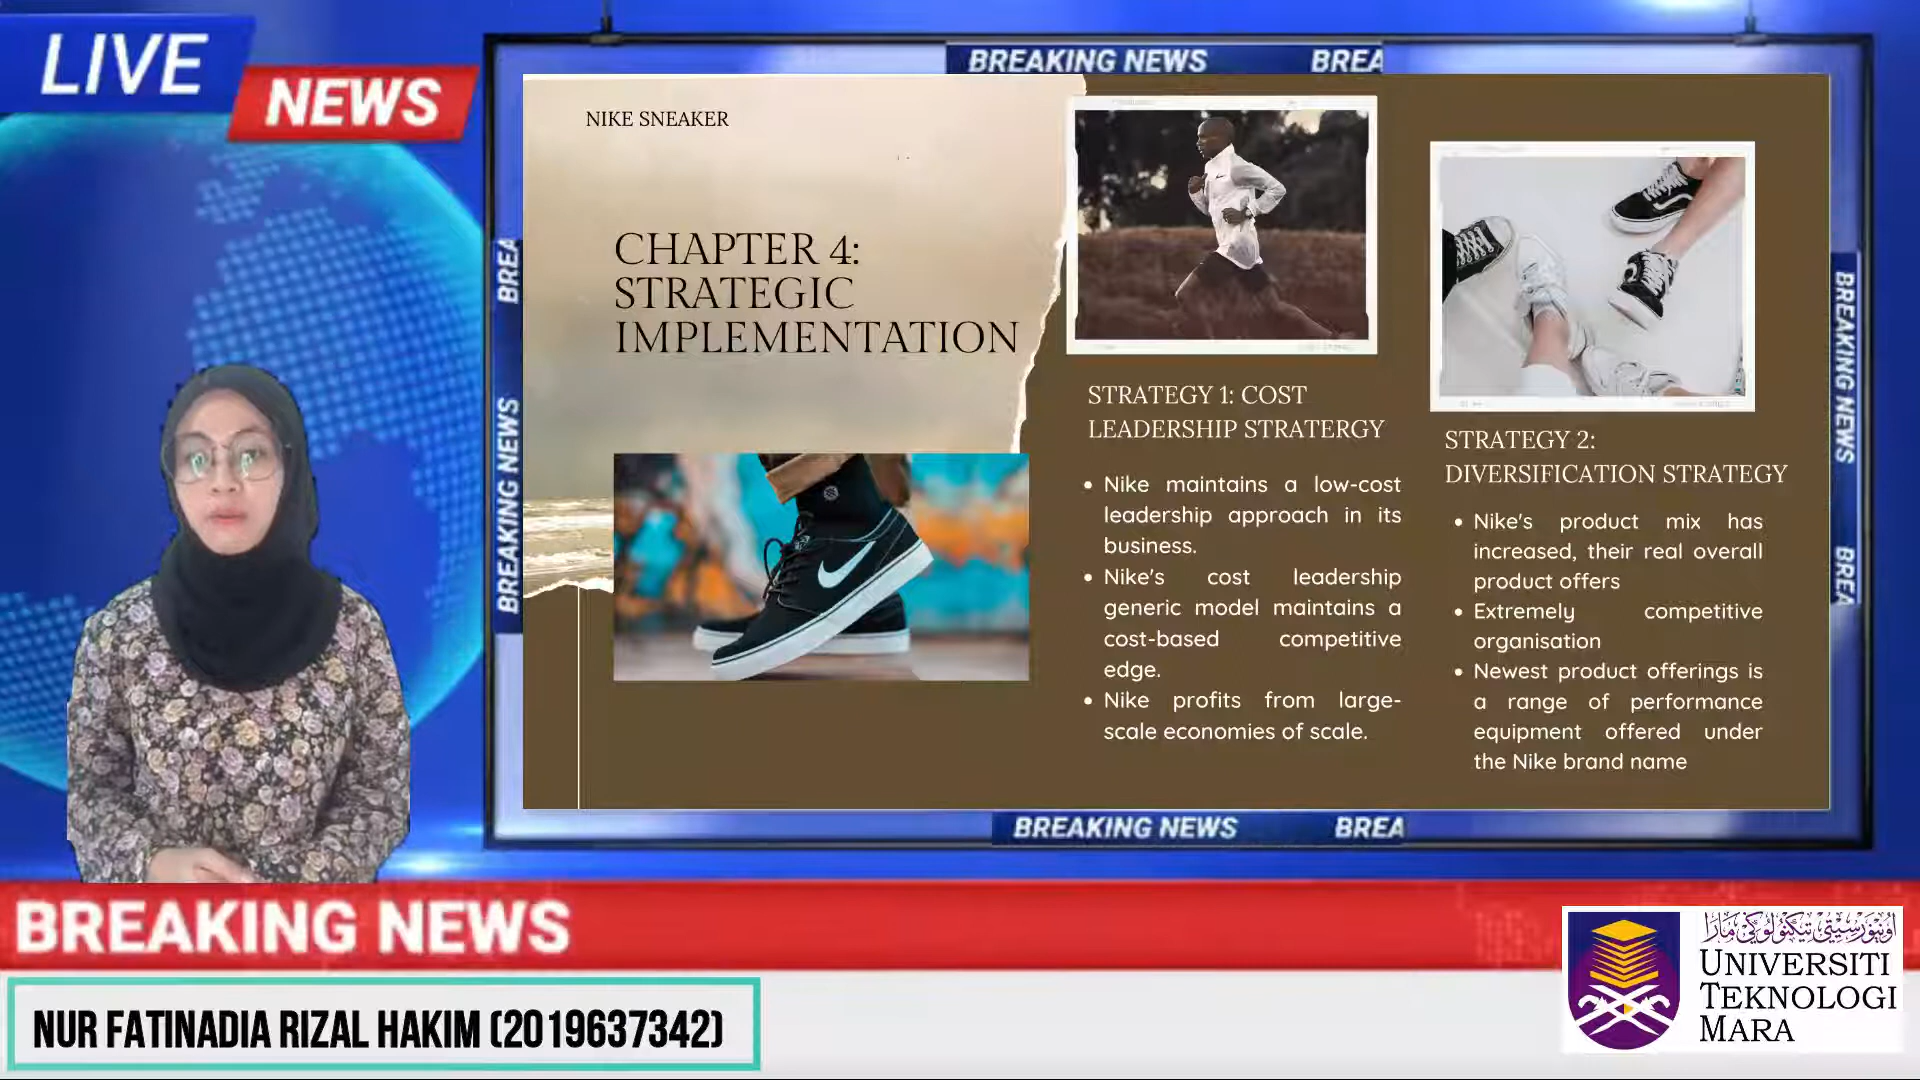 LIVE
NEWS
BREAKING NEWS
BREA
NIKE SNEAKER
CHAPTER 4:
STRATEGIC
IMPLEMENTATION
STRATEGY 1: COST
LEADERSHIP STRATERGY
Nike maintains a low-cost
leadership approach in its
business.
Nike's cost leadership
generic model maintains a
cost-based competitive
edge.
Nike profits from large-
scale economies of scale.
STRATEGY 2:
DIVERSIFICATION STRATEGY
Nike's product mix has
increased, their real overall
product offers
Extremely competitive
organisation
Newest product offerings is
a range of performance
equipment offered under
the Nike brand name
BREA
BREAKING NEWS
BREAKING NEWS
BREA
BREAKING NEWS
BREA
BREAKING NEWS
NUR FATINADIA RIZAL HAKIM (2019637342)
اونيۏرسيتي تيكنولوݢي مارا
UNIVERSITI
TEKNOLOGI
MARA